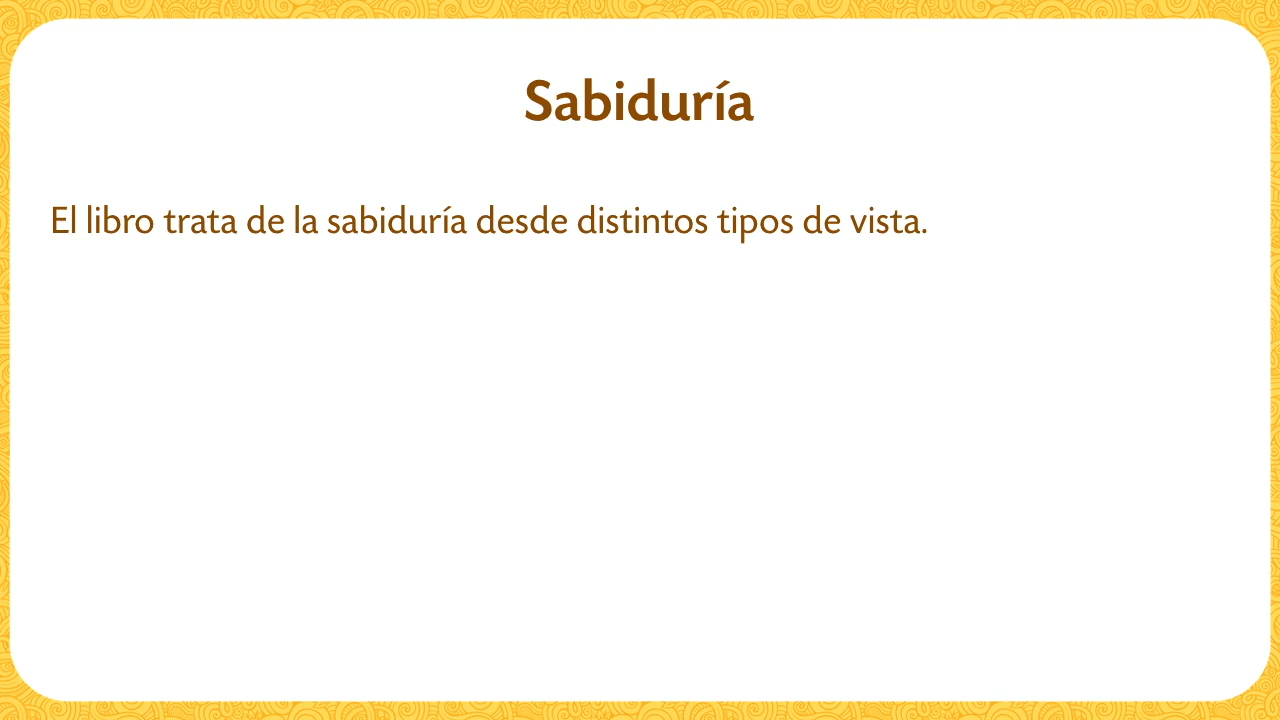 Sabiduría
El libro trata de la sabiduría desde distintos tipos de vista.